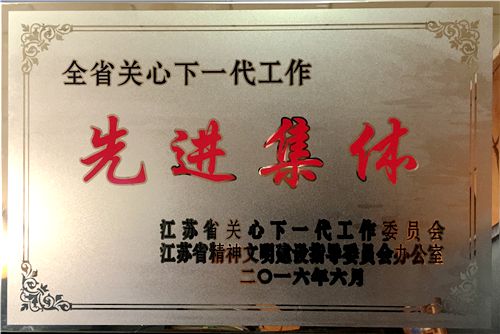 全省关心下一代工作
先进集体
江苏省关心下一代工作委员会
江苏省精神文明建设指导委员会办公室
二〇一六年六月